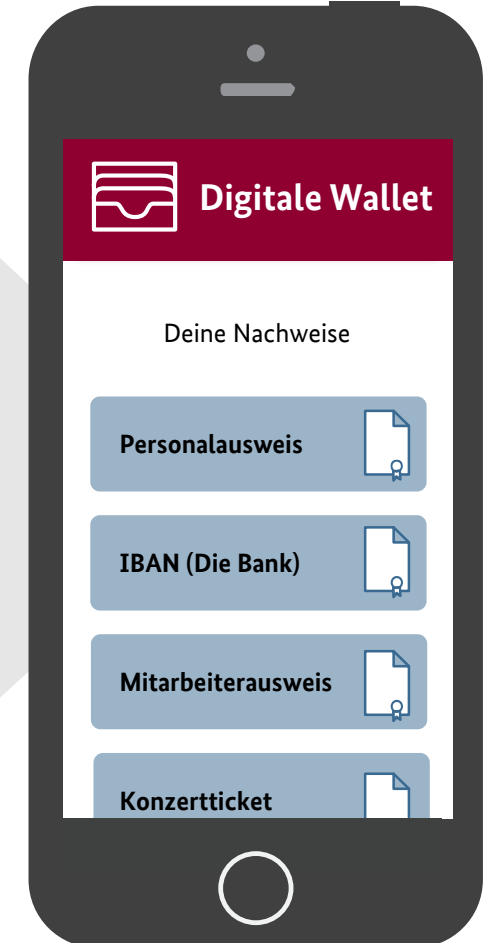 Digitale Wallet
Deine Nachweise
Personalausweis
IBAN (Die Bank)
Mitarbeiterausweis
Konzertticket